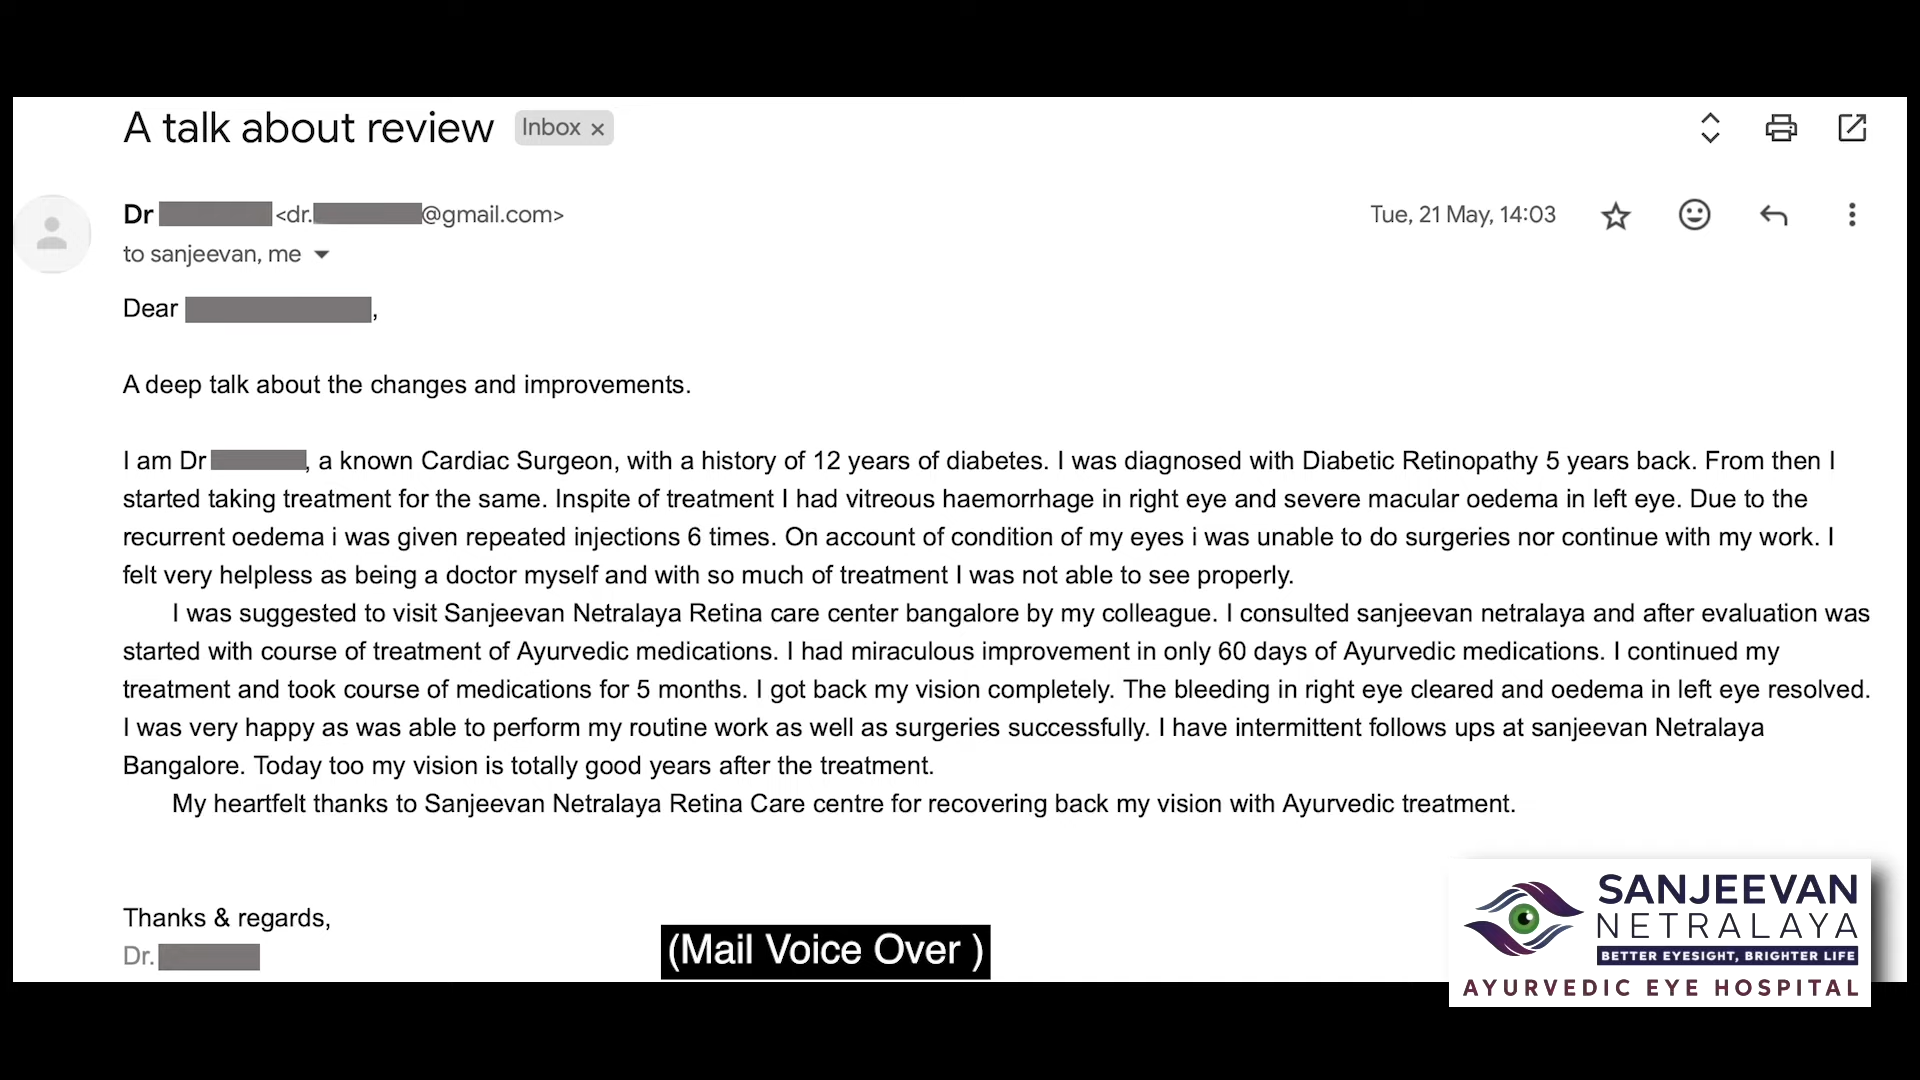 A talk about review Inbox ×
Dr <dr. @gmail.com> Tue, 21 May, 14:03
to sanjeevan, me
Dear ,
A deep talk about the changes and improvements.
I am Dr , a known Cardiac Surgeon, with a history of 12 years of diabetes. I was diagnosed with Diabetic Retinopathy 5 years back. From then I
started taking treatment for the same. Inspite of treatment I had vitreous haemorrhage in right eye and severe macular oedema in left eye. Due to the
recurrent oedema i was given repeated injections 6 times. On account of condition of my eyes i was unable to do surgeries nor continue with my work. I
felt very helpless as being a doctor myself and with so much of treatment I was not able to see properly.
I was suggested to visit Sanjeevan Netralaya Retina care center bangalore by my colleague. I consulted sanjeevan netralaya and after evaluation was
started with course of treatment of Ayurvedic medications. I had miraculous improvement in only 60 days of Ayurvedic medications. I continued my
treatment and took course of medications for 5 months. I got back my vision completely. The bleeding in right eye cleared and oedema in left eye resolved.
I was very happy as was able to perform my routine work as well as surgeries successfully. I have intermittent follows ups at sanjeevan Netralaya
Bangalore. Today too my vision is totally good years after the treatment.
My heartfelt thanks to Sanjeevan Netralaya Retina Care centre for recovering back my vision with Ayurvedic treatment.
Thanks & regards,
Dr.
(Mail Voice Over )
SANJEEVAN
NETRALAYA
BETTER EYESIGHT, BRIGHTER LIFE
AYURVEDIC EYE HOSPITAL